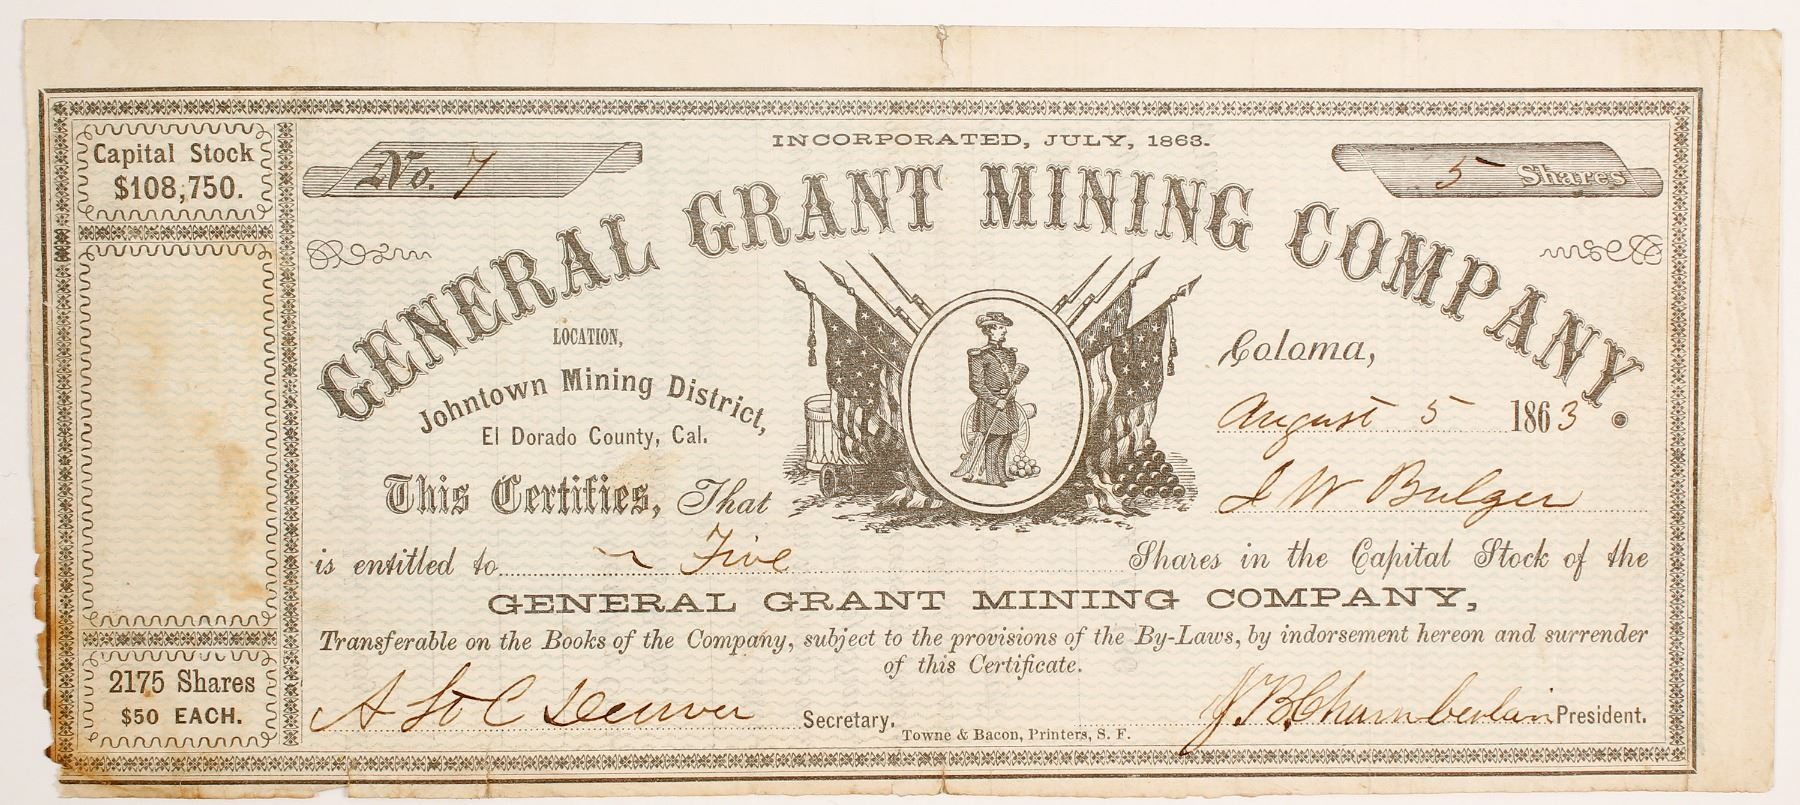 Capital Stock
$108,750.
No. 7
INCORPORATED, JULY, 1863.
5 Shares
GENERAL GRANT MINING COMPANY.
LOCATION,
Johntown Mining District,
El Dorado County, Cal.
Coloma,
August 5 1863
This Certifies, That J W Bulger
is entitled to Five Shares in the Capital Stock of the
GENERAL GRANT MINING COMPANY,
Transferable on the Books of the Company, subject to the provisions of the By-Laws, by indorsement hereon and surrender
of this Certificate.
2175 Shares
$50 EACH.
A St C Denver Secretary.
J. B. Chamberlain President.
Towne & Bacon, Printers, S. F.